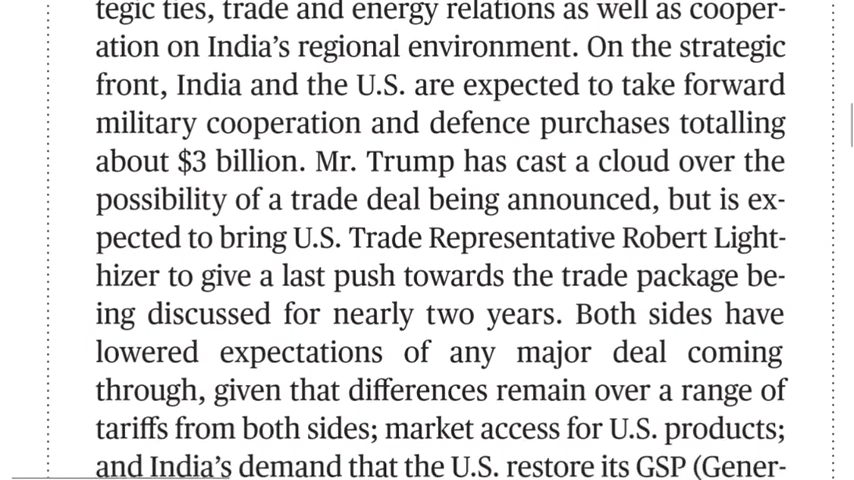 tegic ties, trade and energy relations as well as cooper-
ation on India's regional environment. On the strategic
front, India and the U.S. are expected to take forward
military cooperation and defence purchases totalling
about $3 billion. Mr. Trump has cast a cloud over the
possibility of a trade deal being announced, but is ex-
pected to bring U.S. Trade Representative Robert Light-
hizer to give a last push towards the trade package be-
ing discussed for nearly two years. Both sides have
lowered expectations of any major deal coming
through, given that differences remain over a range of
tariffs from both sides; market access for U.S. products;
and India's demand that the U.S. restore its GSP (Gener-